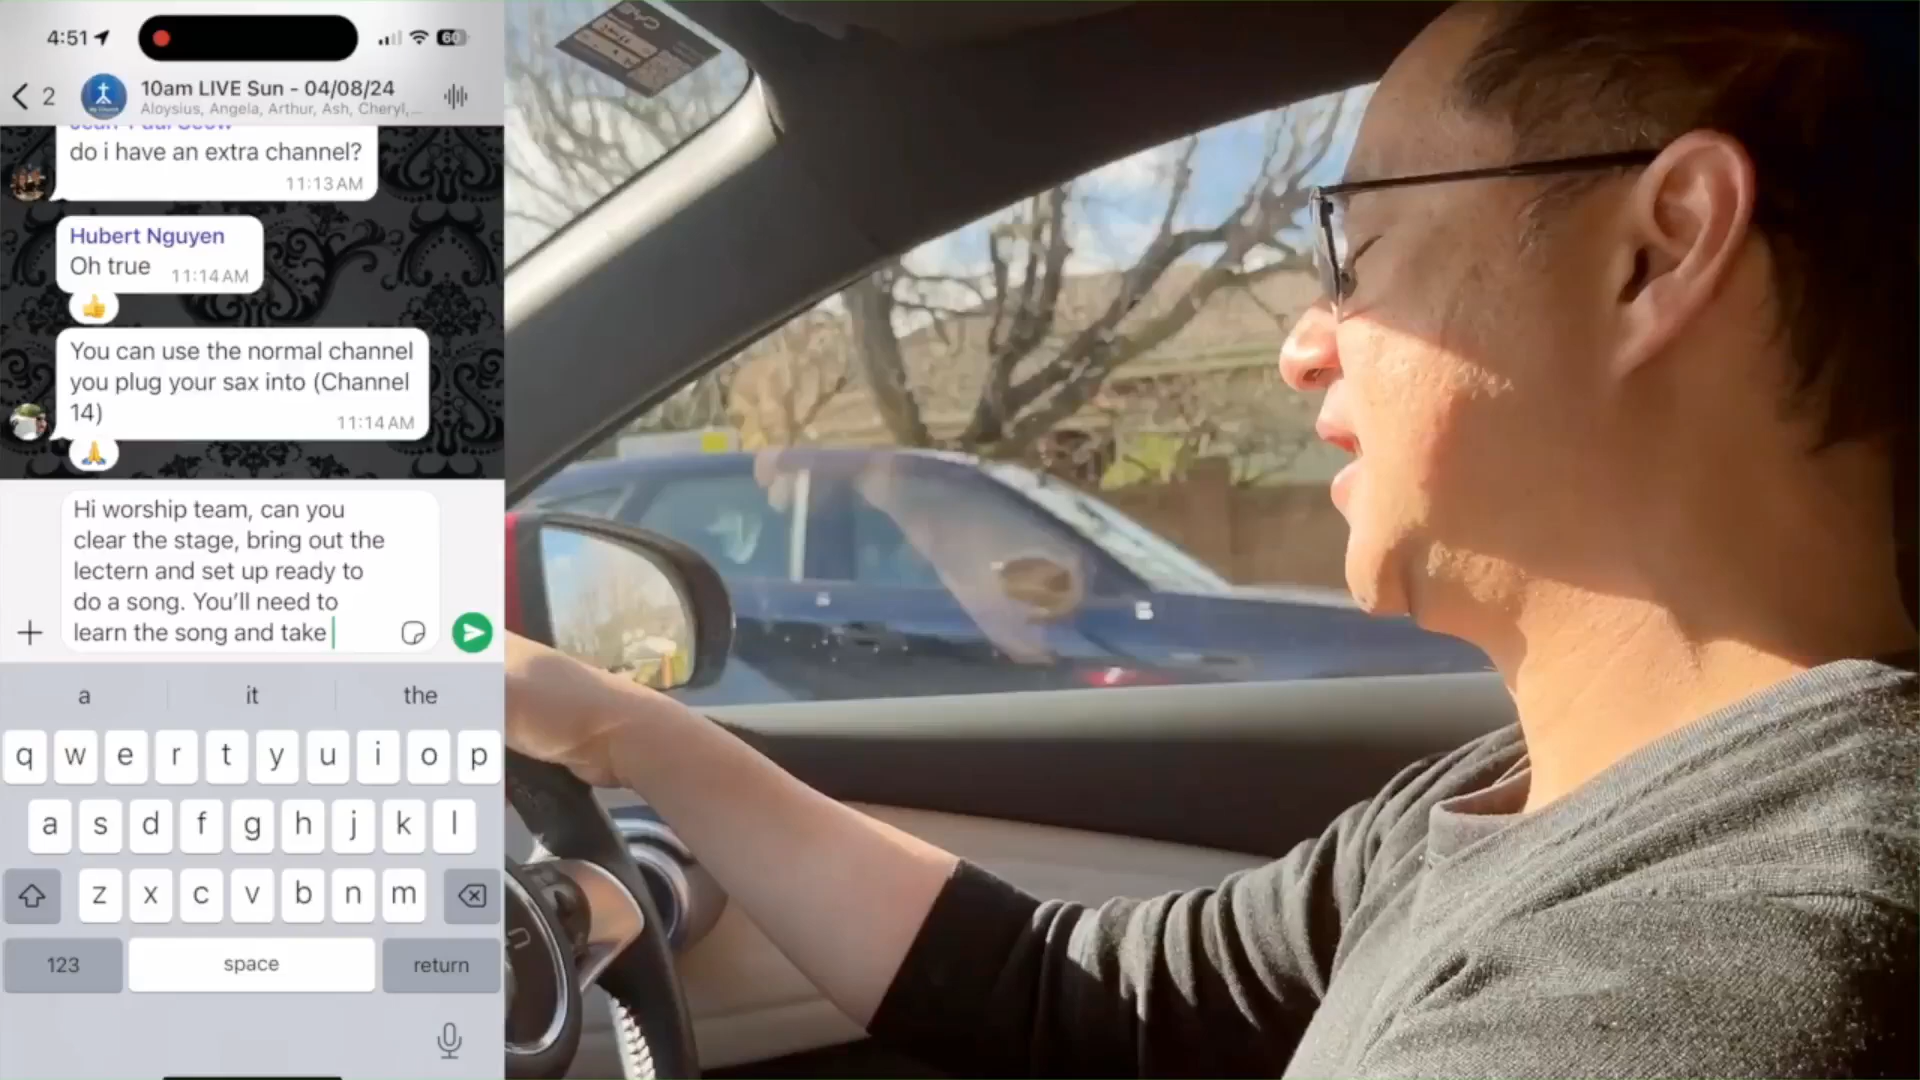 4:51
60
2
10am LIVE Sun - 04/08/24
Aloysius, Angela, Arthur, Ash, Cheryl,...
do i have an extra channel?
11:13 AM
Hubert Nguyen
Oh true
11:14 AM
You can use the normal channel
you plug your sax into (Channel
14)
11:14 AM
Hi worship team, can you
clear the stage, bring out the
lectern and set up ready to
do a song. You’ll need to
learn the song and take
a it the
q w e r t y u i o p
a s d f g h j k l
z x c v b n m
123 space return